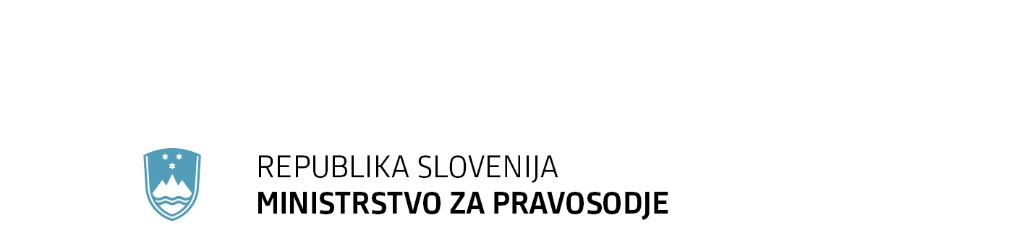 REPUBLIKA SLOVENIJA
MINISTRSTVO ZA PRAVOSODJE